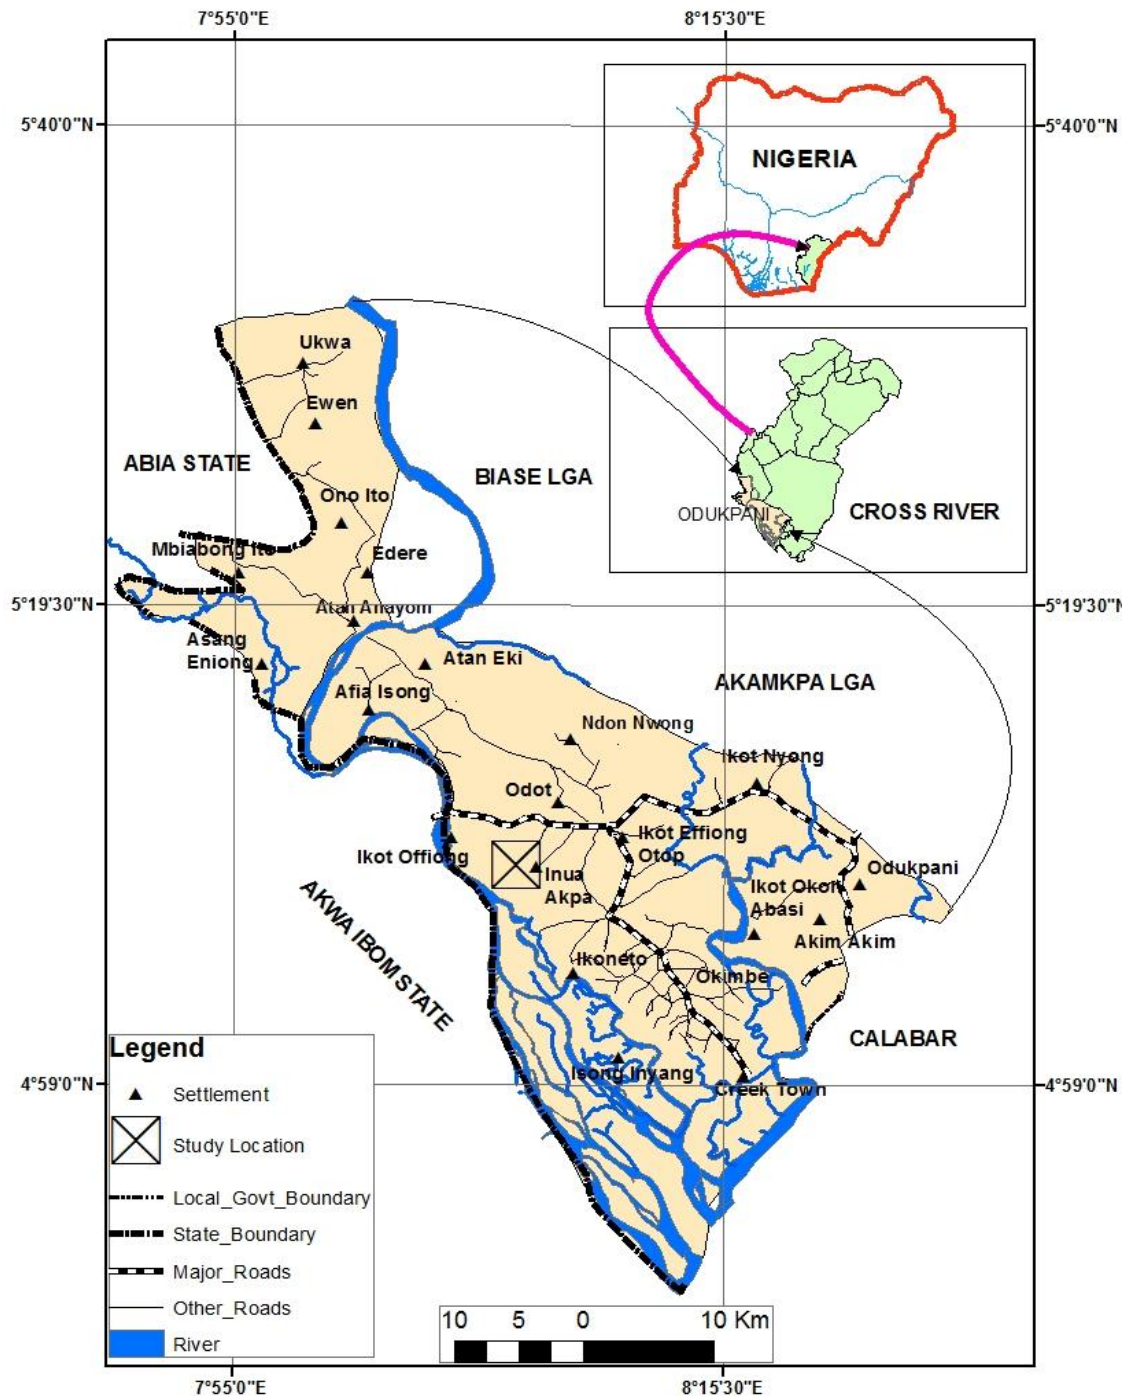 7°55'0"E
8°15'30"E
5°40'0"N
5°40'0"N
NIGERIA
Ukwa
Ewen
ABIA STATE
BIASE LGA
Ono Ito
ODUKPANI
CROSS RIVER
Mbiabong Ito
Edere
5°19'30"N
5°19'30"N
Atan Anayom
Asang
Eniong
Atan Eki
Afia Isong
AKAMKPA LGA
Ndon Nwong
Ikot Nyong
Odot
Ikot Offiong
Ikot Effiong
Otop
Inua
Akpa
Ikot Okon
Abasi
Odukpani
Akim Akim
AKWA IBOM STATE
Ikoneto
Okimbe
CALABAR
Isong Inyang
Creek Town
4°59'0"N
4°59'0"N
Legend
Settlement
Study Location
Local_Govt_Boundary
State_Boundary
Major_Roads
Other_Roads
River
10 5 0 10 Km
7°55'0"E
8°15'30"E